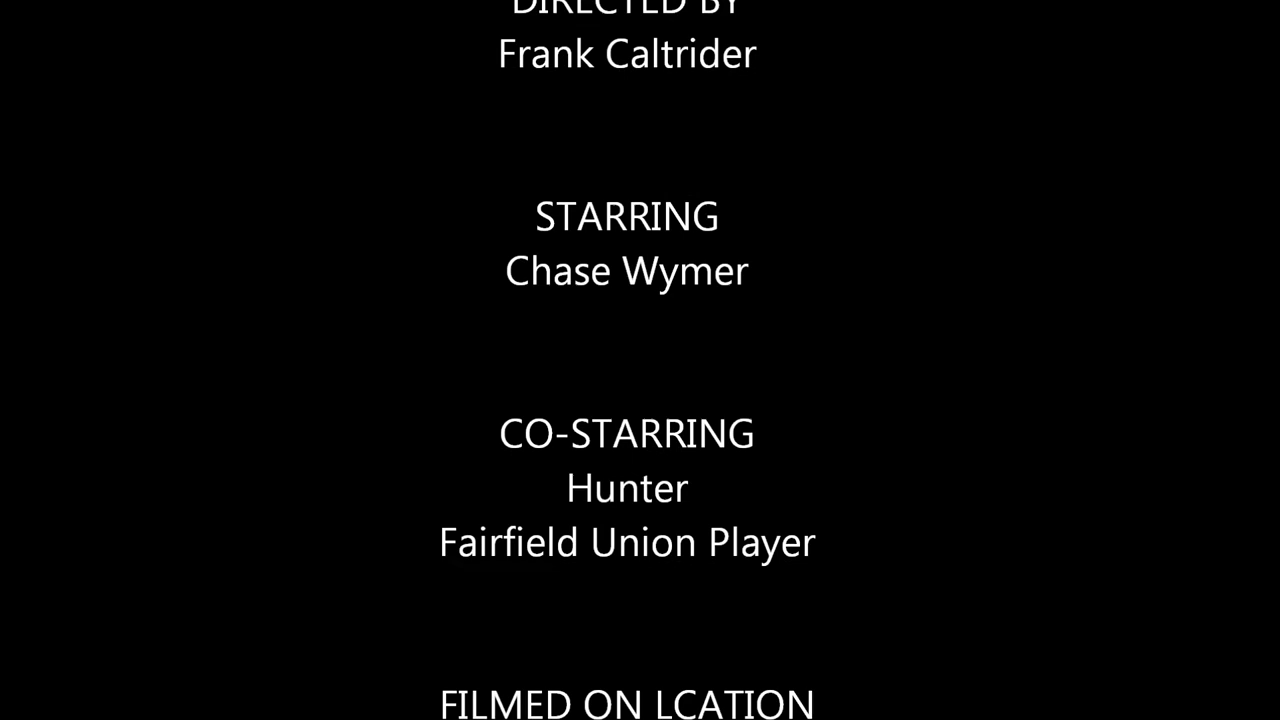 DIRECTED BY
Frank Caltrider
STARRING
Chase Wymer
CO-STARRING
Hunter
Fairfield Union Player
FILMED ON LCATION